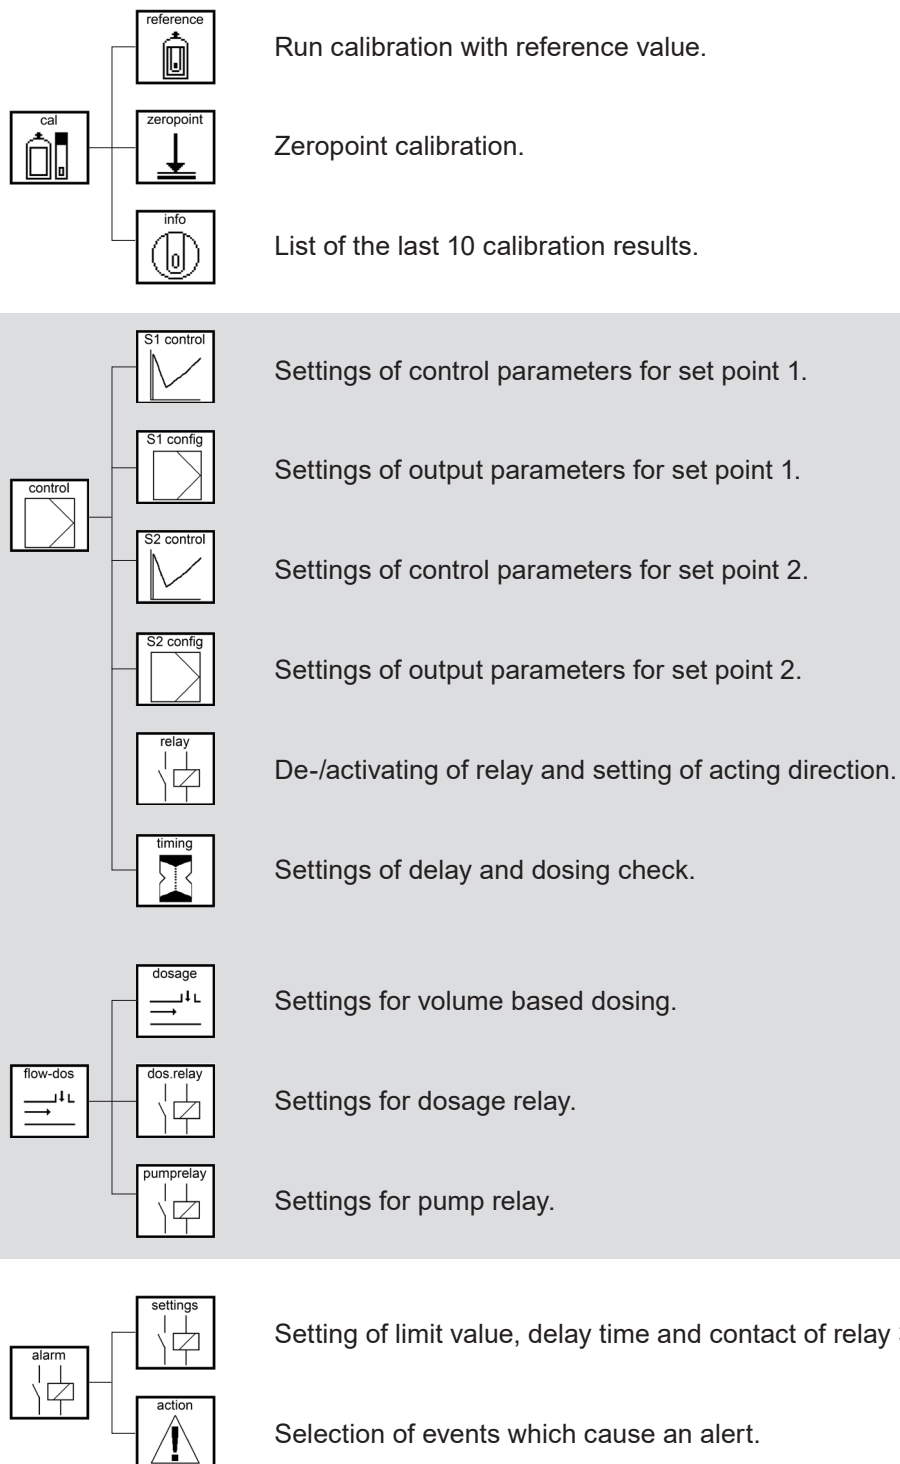 reference
Run calibration with reference value.
cal
zeropoint
Zeropoint calibration.
info
List of the last 10 calibration results.
S1 control
Settings of control parameters for set point 1.
S1 config
Settings of output parameters for set point 1.
control
S2 control
Settings of control parameters for set point 2.
S2 config
Settings of output parameters for set point 2.
relay
De-/activating of relay and setting of acting direction.
timing
Settings of delay and dosing check.
dosage
Settings for volume based dosing.
flow-dos
dos.relay
Settings for dosage relay.
pumprelay
Settings for pump relay.
settings
Setting of limit value, delay time and contact of relay
alarm
action
Selection of events which cause an alert.